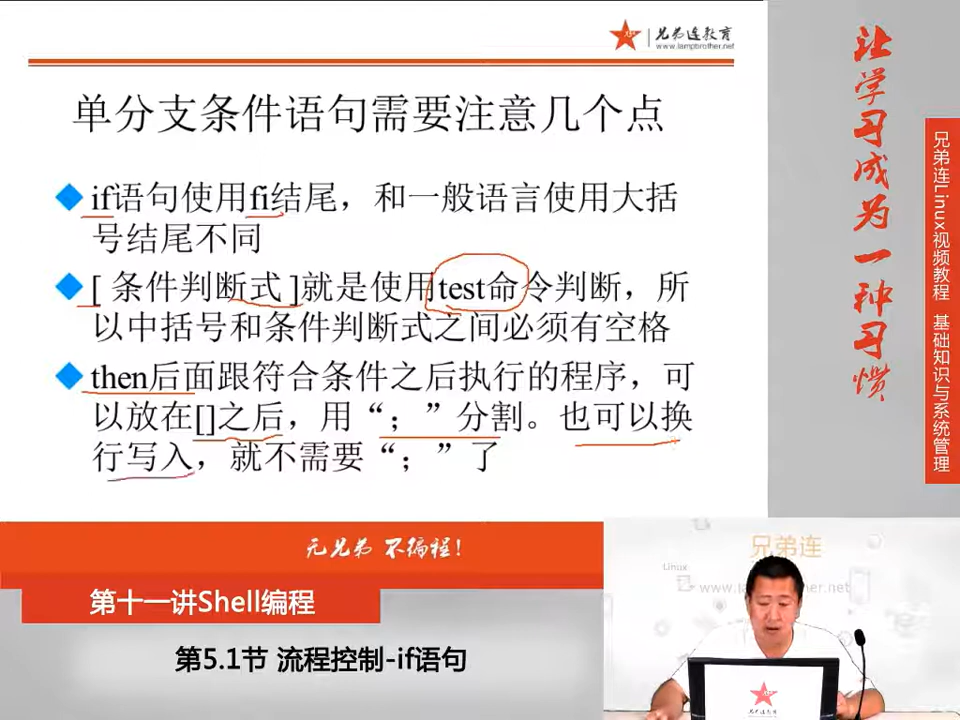 兄弟连教育
www.lampbrother.net
单分支条件语句需要注意几个点
if语句使用fi结尾，和一般语言使用大括
号结尾不同
[ 条件判断式 ]就是使用test命令判断，所
以中括号和条件判断式之间必须有空格
then后面跟符合条件之后执行的程序，可
以放在[]之后，用“；”分割。也可以换
行写入，就不需要“；”了
让学习成为一种习惯
兄弟连Linux视频教程 基础知识与系统管理
无兄弟 不编程！
第十一讲Shell编程
第5.1节 流程控制-if语句
兄弟连
Linux
兄弟连教育